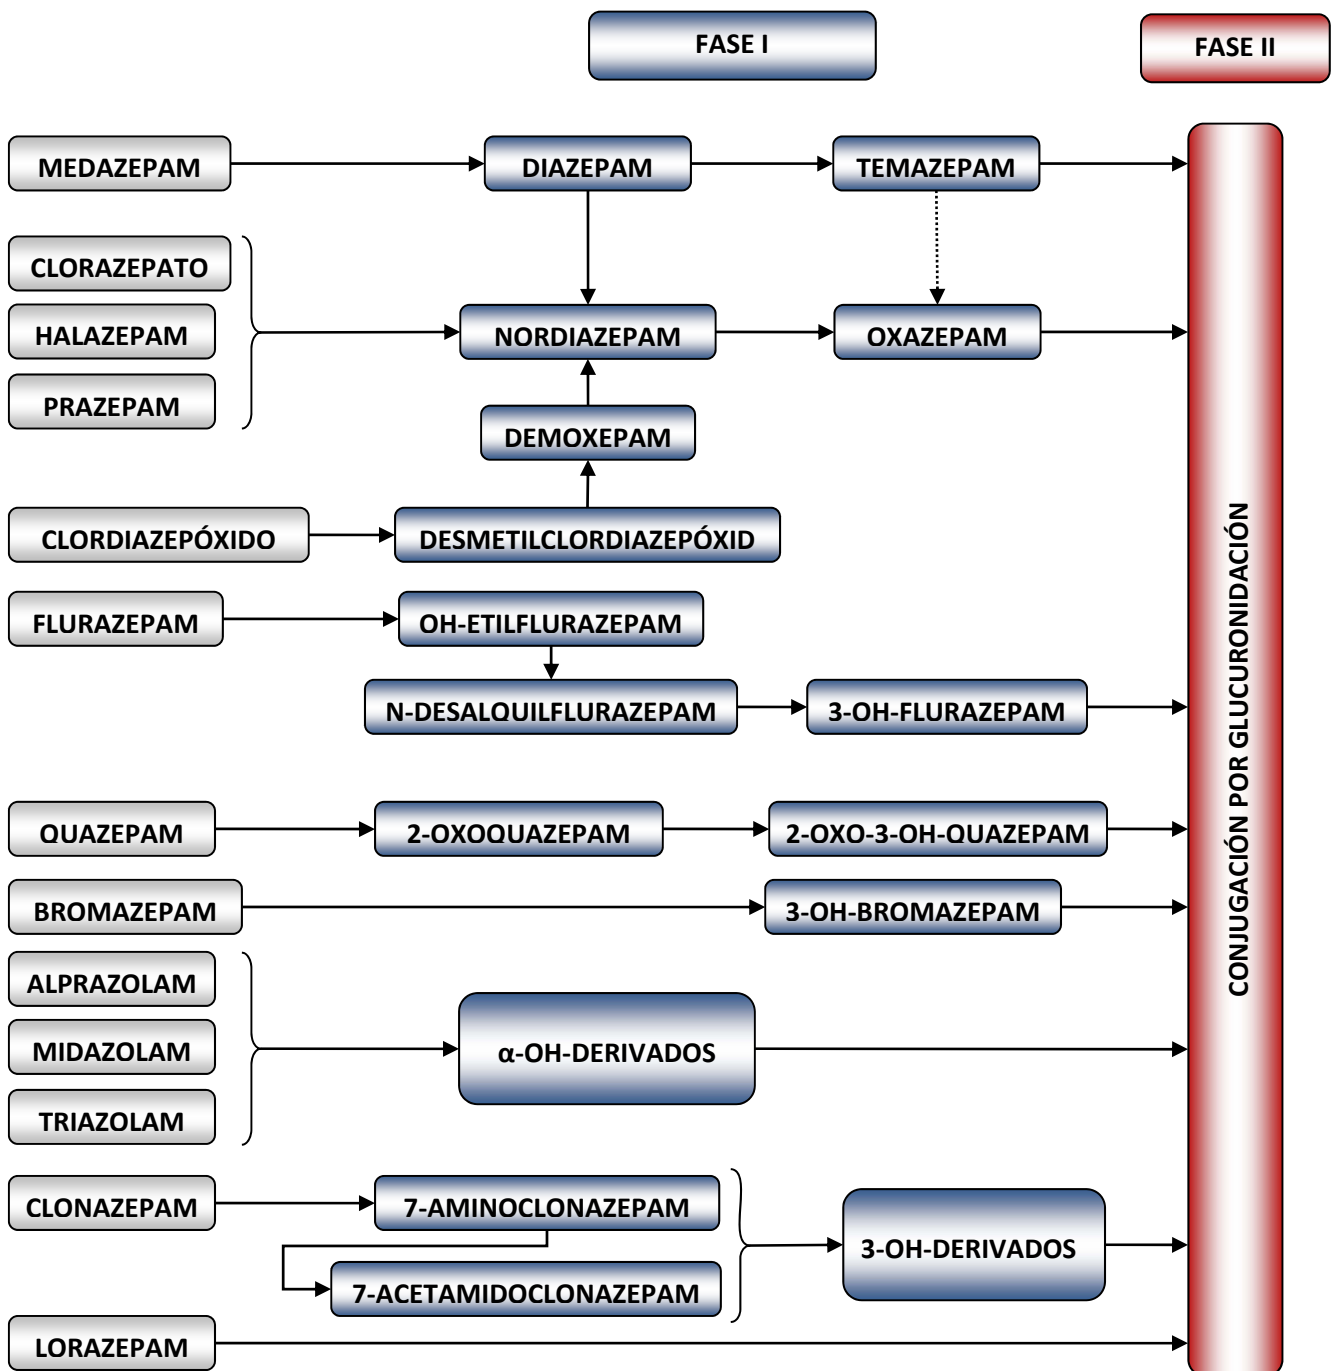 FASE I
FASE II
MEDAZEPAM
DIAZEPAM
TEMAZEPAM
CLORAZEPATO
HALAZEPAM
NORDIAZEPAM
OXAZEPAM
PRAZEPAM
DEMOXEPAM
CLORDIAZEPÓXIDO
DESMETILCLORDIAZEPÓXID
FLURAZEPAM
OH-ETILFLURAZEPAM
N-DESALQUILFLURAZEPAM
3-OH-FLURAZEPAM
QUAZEPAM
2-OXOQUAZEPAM
2-OXO-3-OH-QUAZEPAM
BROMAZEPAM
3-OH-BROMAZEPAM
ALPRAZOLAM
MIDAZOLAM
α-OH-DERIVADOS
TRIAZOLAM
CLONAZEPAM
7-AMINOCLONAZEPAM
3-OH-DERIVADOS
7-ACETAMIDOCLONAZEPAM
LORAZEPAM
CONJUGACIÓN POR GLUCURONIDACIÓN